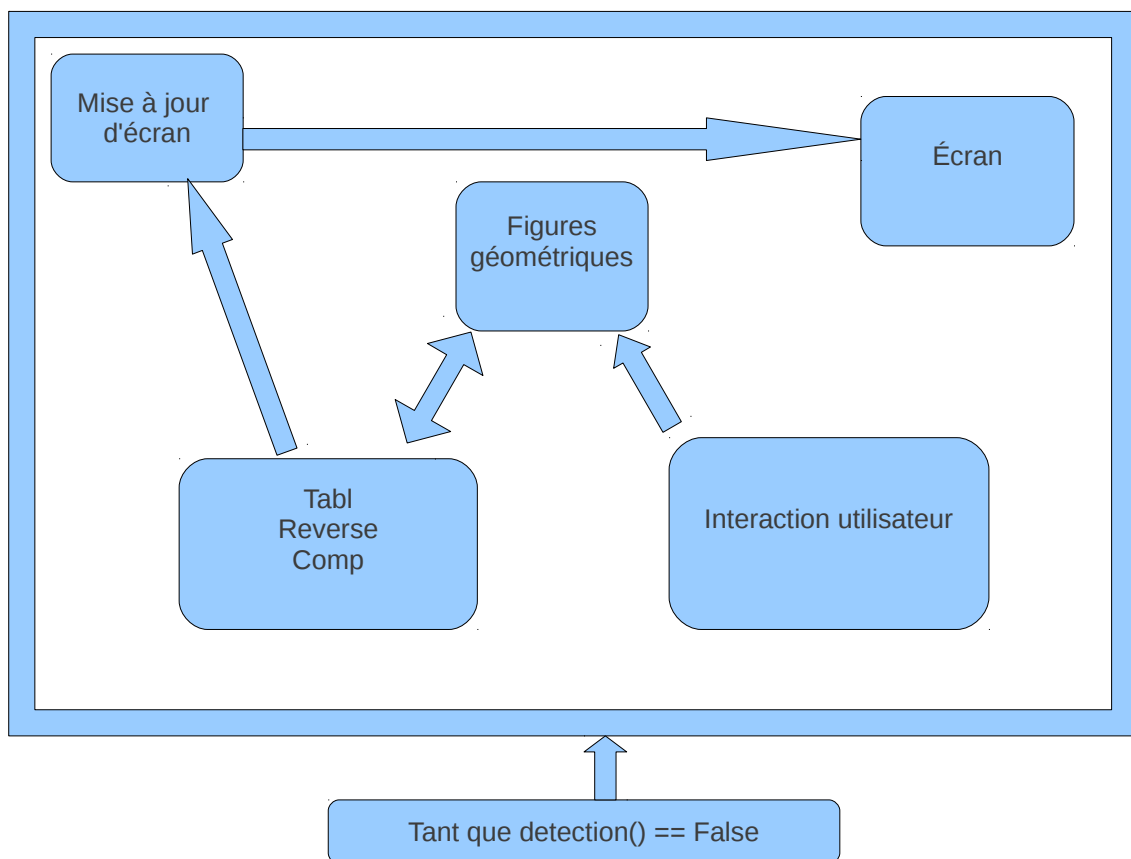 Mise à jour
d'écran
Écran
Figures
géométriques
Tabl
Reverse
Comp
Interaction utilisateur
Tant que detection() == False